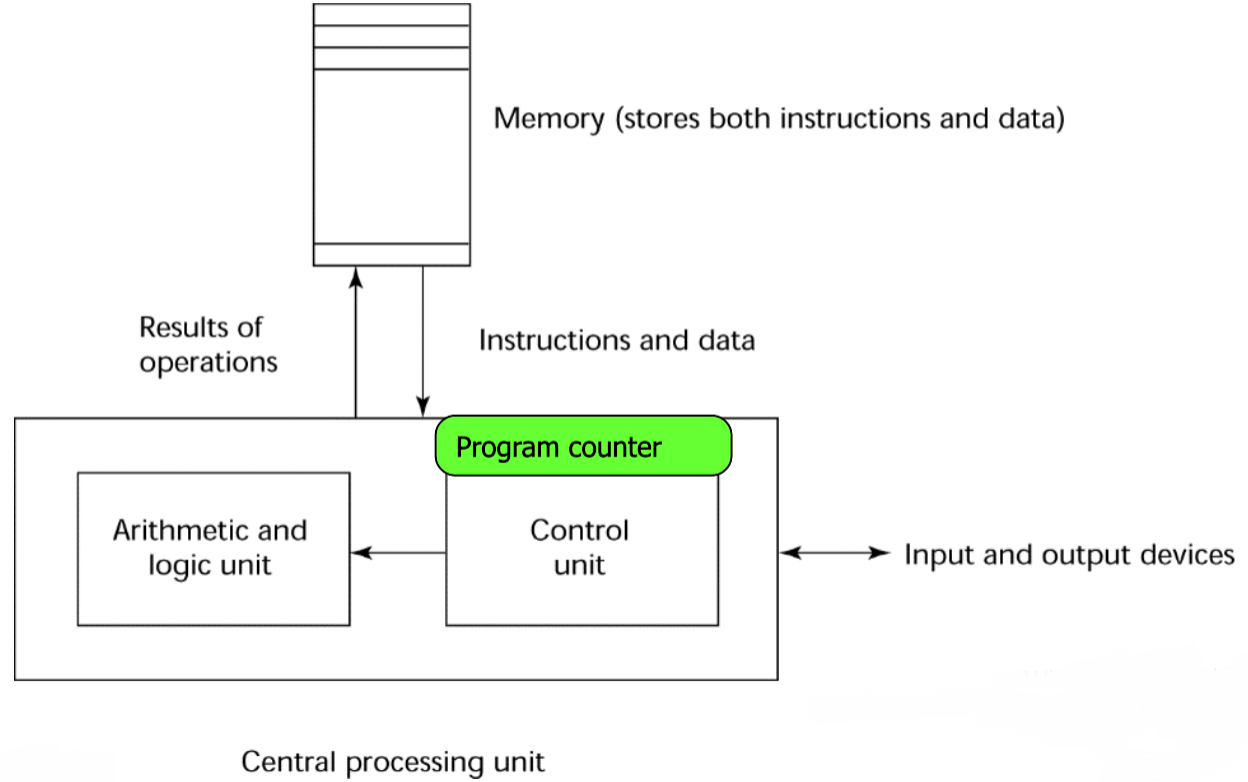 Memory (stores both instructions and data)
Results of
operations
Instructions and data
Program counter
Arithmetic and
logic unit
Control
unit
Input and output devices
Central processing unit